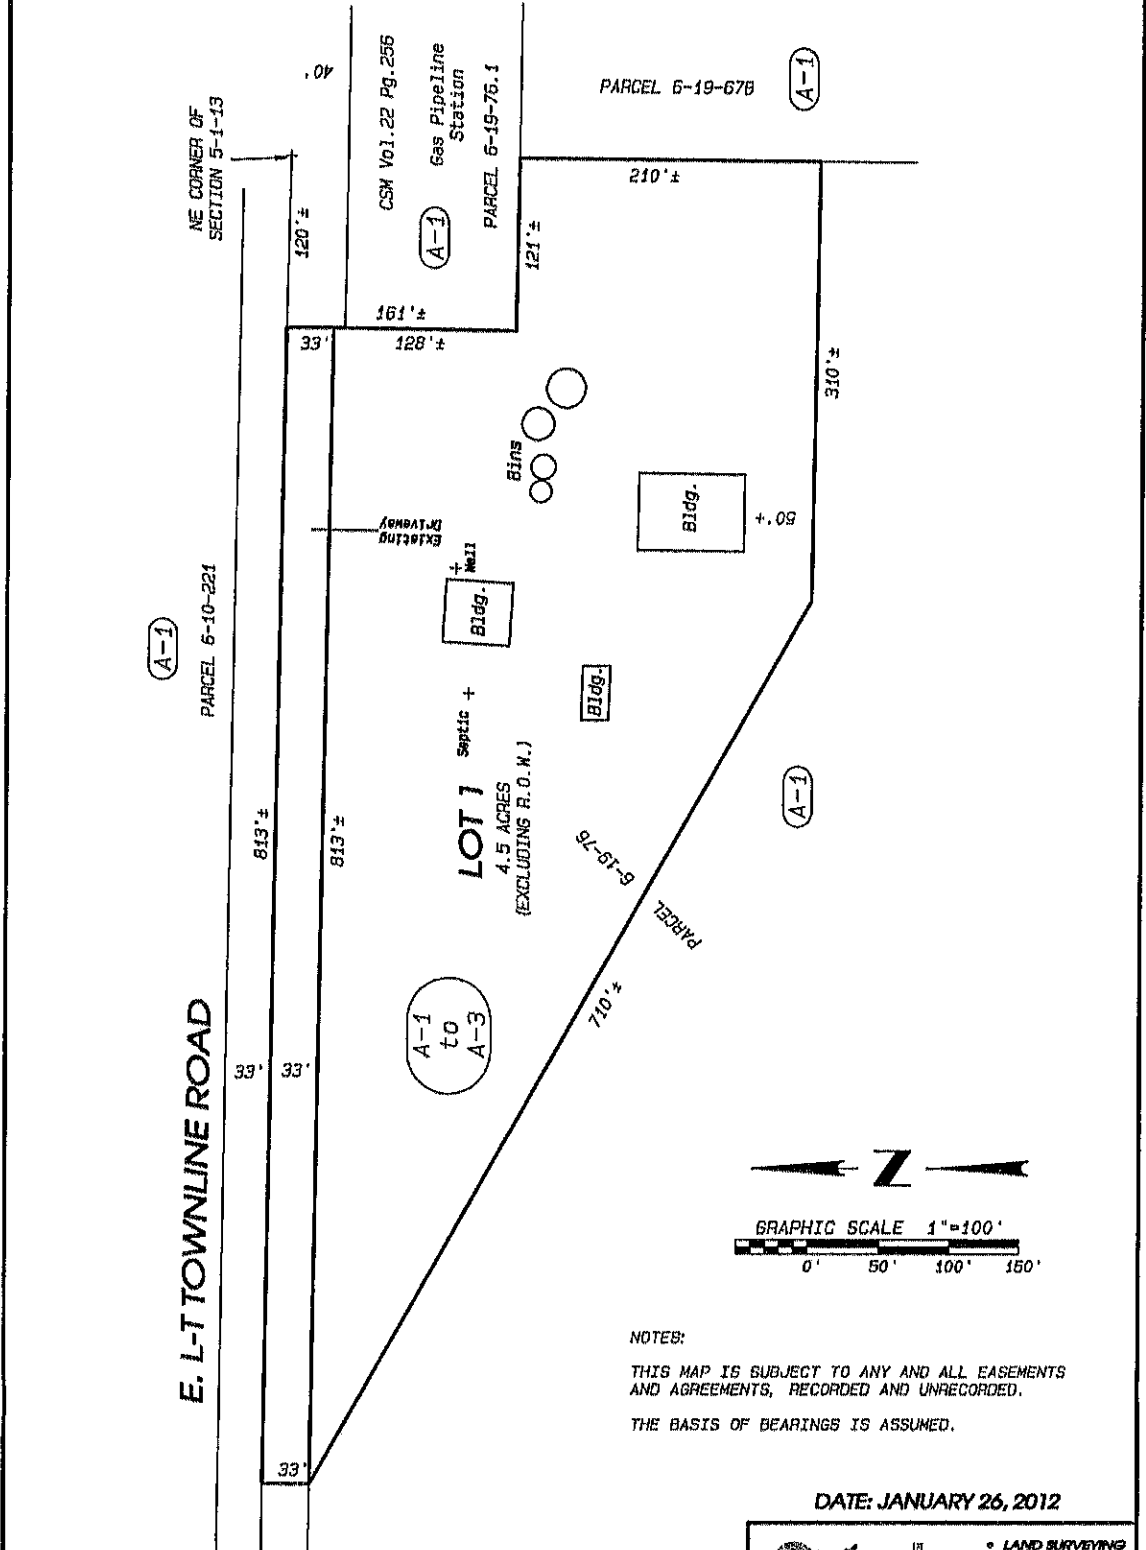 40'
NE CORNER OF
SECTION 5-1-13
CSM Vol.22 Pg.256
Gas Pipeline
Station
A-1
PARCEL 6-19-76.1
PARCEL 6-19-678
A-1
120'±
210'±
121'±
161'±
33'
128'±
310'±
Bins
Existing
Driveway
Well
Bldg.
Bldg.
50'±
Bldg.
A-1
PARCEL 6-10-221
Septic
LOT 1
4.5 ACRES
(EXCLUDING R.O.W.)
813'±
813'±
PARCEL 6-19-76
A-1
710'±
A-1
to
A-3
E. L-T TOWNLINE ROAD
33'
33'
33'
N
GRAPHIC SCALE 1"=100'
0' 50' 100' 150'
NOTES:
THIS MAP IS SUBJECT TO ANY AND ALL EASEMENTS
AND AGREEMENTS, RECORDED AND UNRECORDED.
THE BASIS OF BEARINGS IS ASSUMED.
DATE: JANUARY 26, 2012
• LAND SURVEYING